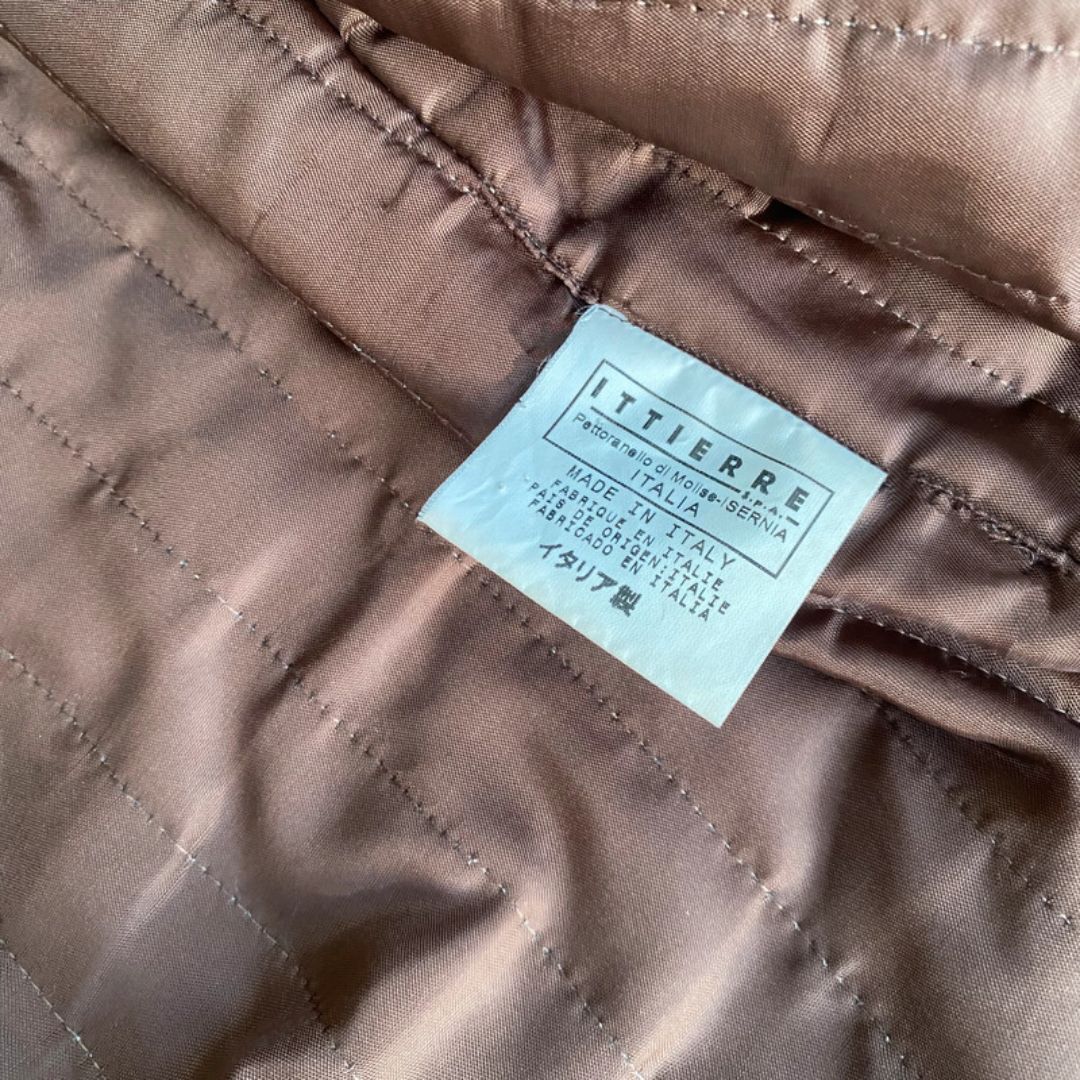 ITTIERRE
S.P.A.
Pettoranello di Molise-ISERNIA
ITALIA
MADE IN ITALY
FABRIQUE EN ITALIE
PAIS DE ORIGEN:ITALIE
FABRICADO EN ITALIA
イタリア製